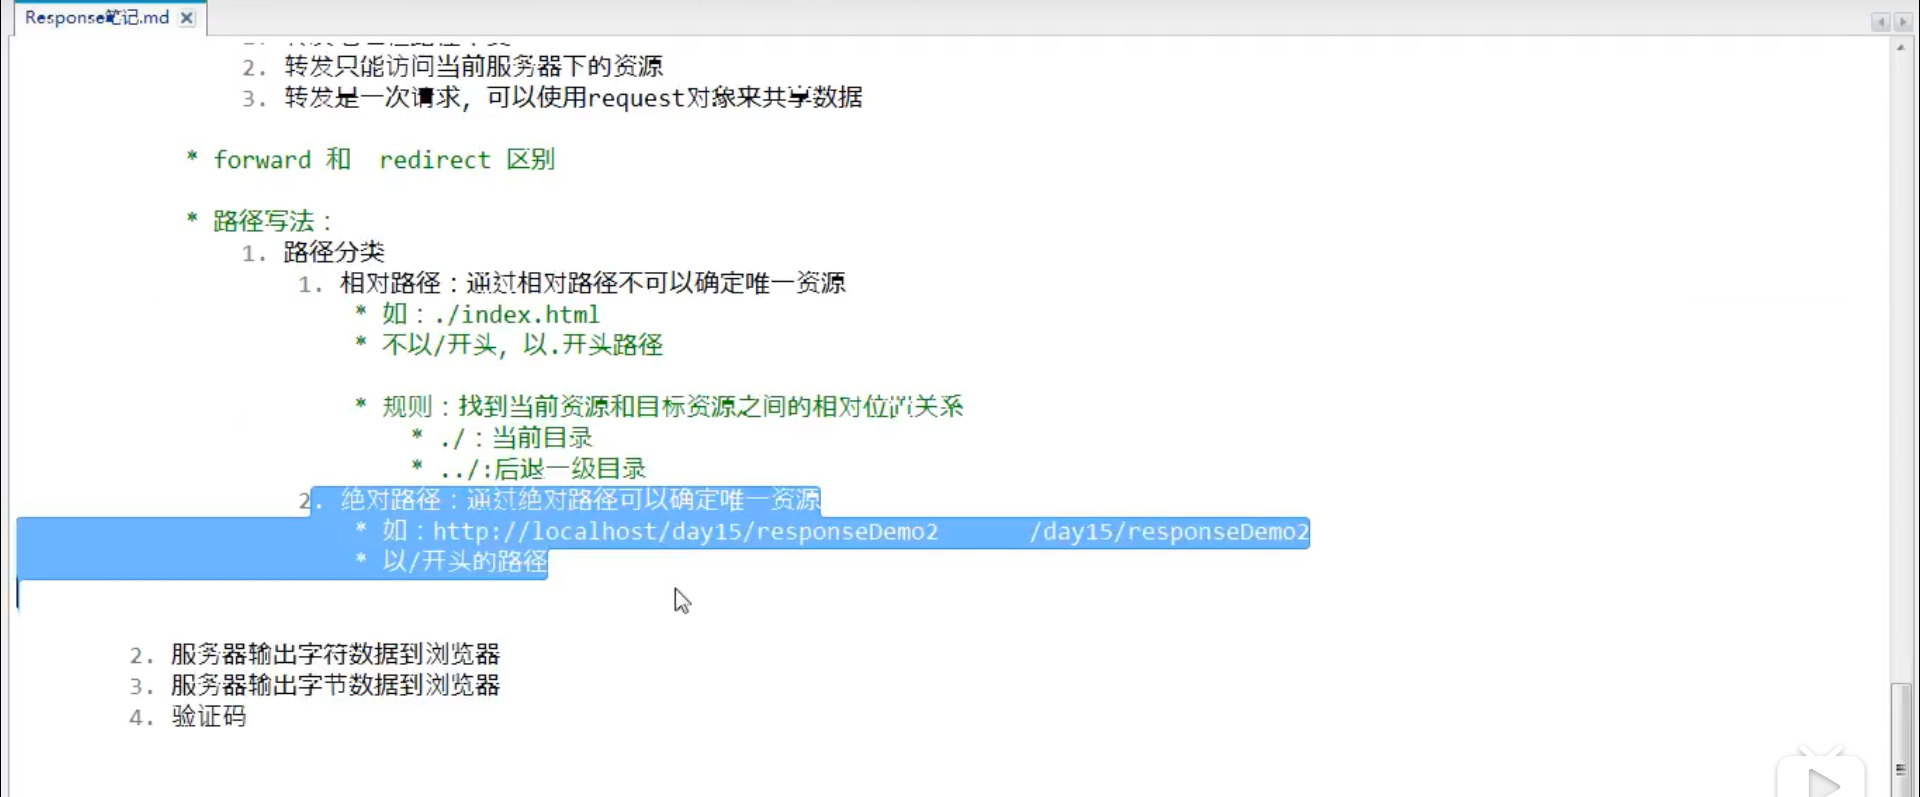 Response笔记.md
2. 转发只能访问当前服务器下的资源
3. 转发是一次请求，可以使用request对象来共享数据
* forward 和  redirect 区别
* 路径写法：
1. 路径分类
1. 相对路径：通过相对路径不可以确定唯一资源
* 如：./index.html
* 不以/开头，以.开头路径
* 规则：找到当前资源和目标资源之间的相对位置关系
* ./：当前目录
* ../:后退一级目录
2. 绝对路径：通过绝对路径可以确定唯一资源
* 如：http://localhost/day15/responseDemo2 /day15/responseDemo2
* 以/开头的路径
2. 服务器输出字符数据到浏览器
3. 服务器输出字节数据到浏览器
4. 验证码